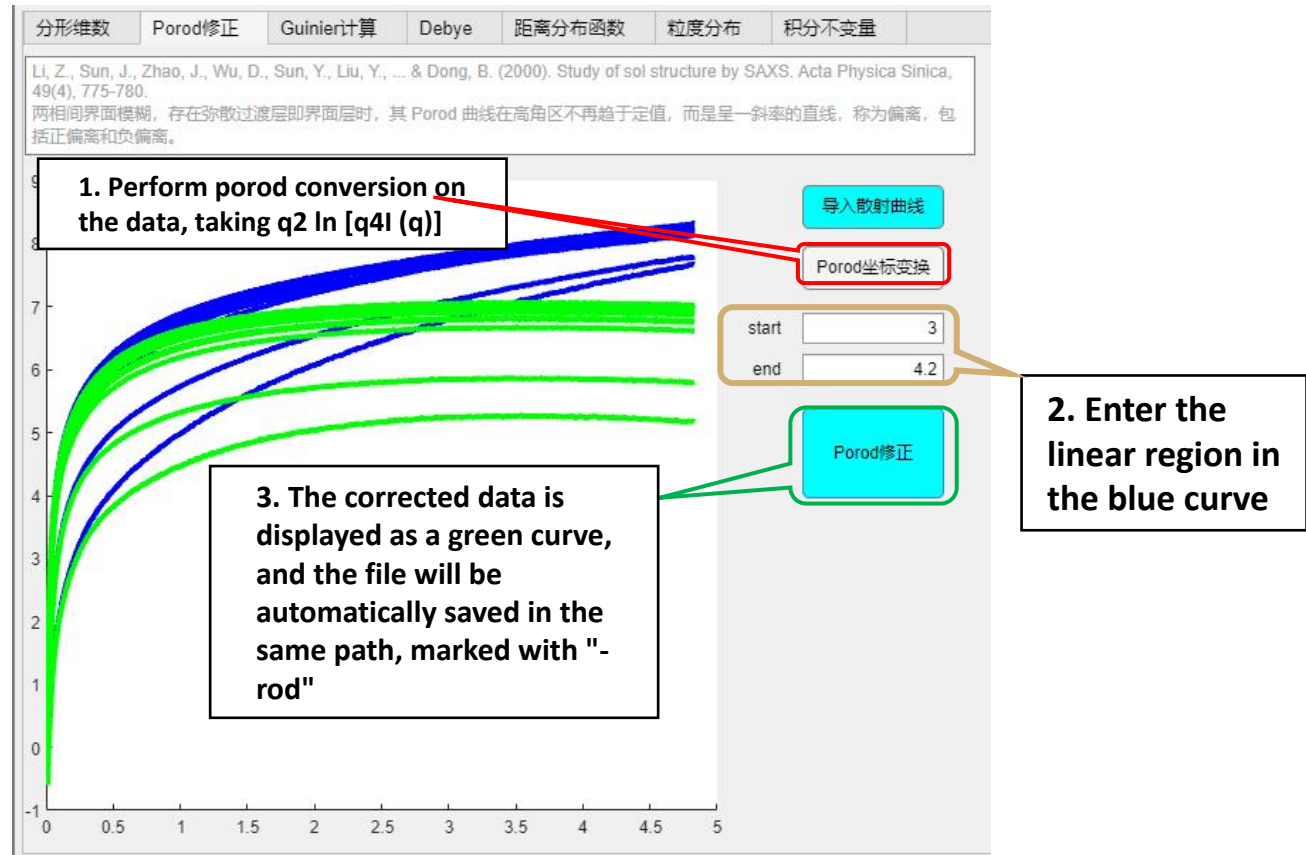 分形维数 Porod修正 Guinier计算 Debye 距离分布函数 粒度分布 积分不变量
Li, Z., Sun, J., Zhao, J., Wu, D., Sun, Y., Liu, Y., ... & Dong, B. (2000). Study of sol structure by SAXS. Acta Physica Sinica,
49(4), 775-780.
两相间界面模糊，存在弥散过渡层即界面层时，其 Porod 曲线在高角区不再趋于定值，而是呈一斜率的直线，称为偏离，包
括正偏离和负偏离。
1. Perform porod conversion on
the data, taking q2 ln [q4I (q)]
导入散射曲线
Porod坐标变换
start 3
end 4.2
Porod修正
2. Enter the
linear region in
the blue curve
3. The corrected data is
displayed as a green curve,
and the file will be
automatically saved in the
same path, marked with "-
rod"
9
8
7
6
5
4
3
2
1
0
-1
0 0.5 1 1.5 2 2.5 3 3.5 4 4.5 5